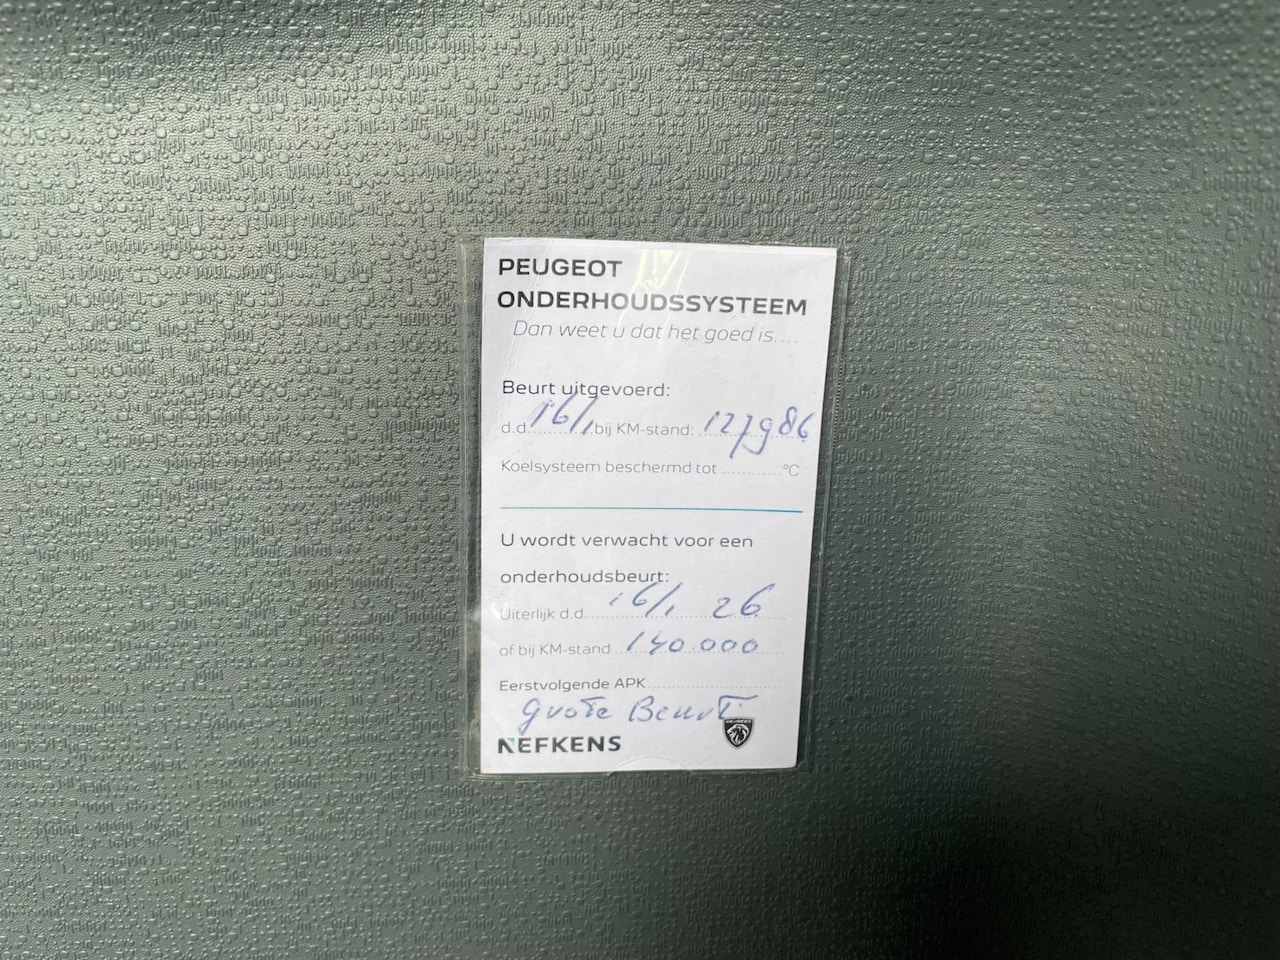 PEUGEOT
ONDERHOUDSSYSTEEM
Dan weet u dat het goed is....
Beurt uitgevoerd:
d.d. 16/1 bij KM-stand: 127986
Koelsysteem beschermd tot ............°C
U wordt verwacht voor een
onderhoudsbeurt:
Uiterlijk d.d. 16/1 26
of bij KM-stand 140.000
Eerstvolgende APK
grote Beurt
NEFKENS
PEUGEOT